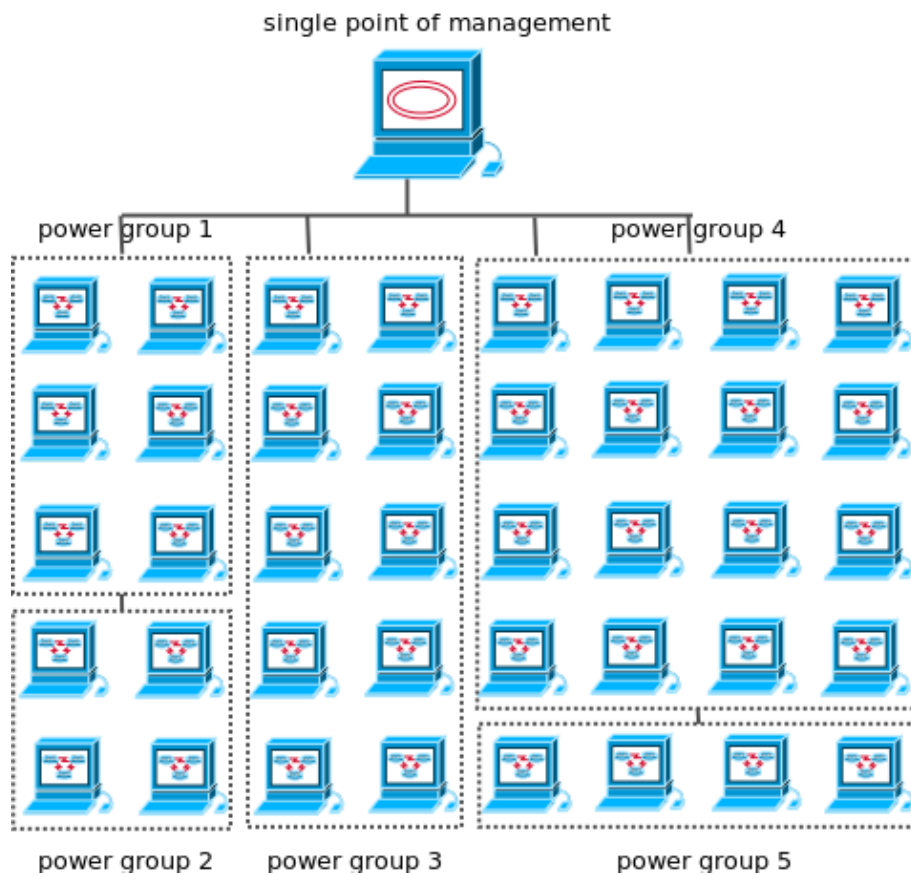 single point of management
power group 1
power group 4
power group 2
power group 3
power group 5